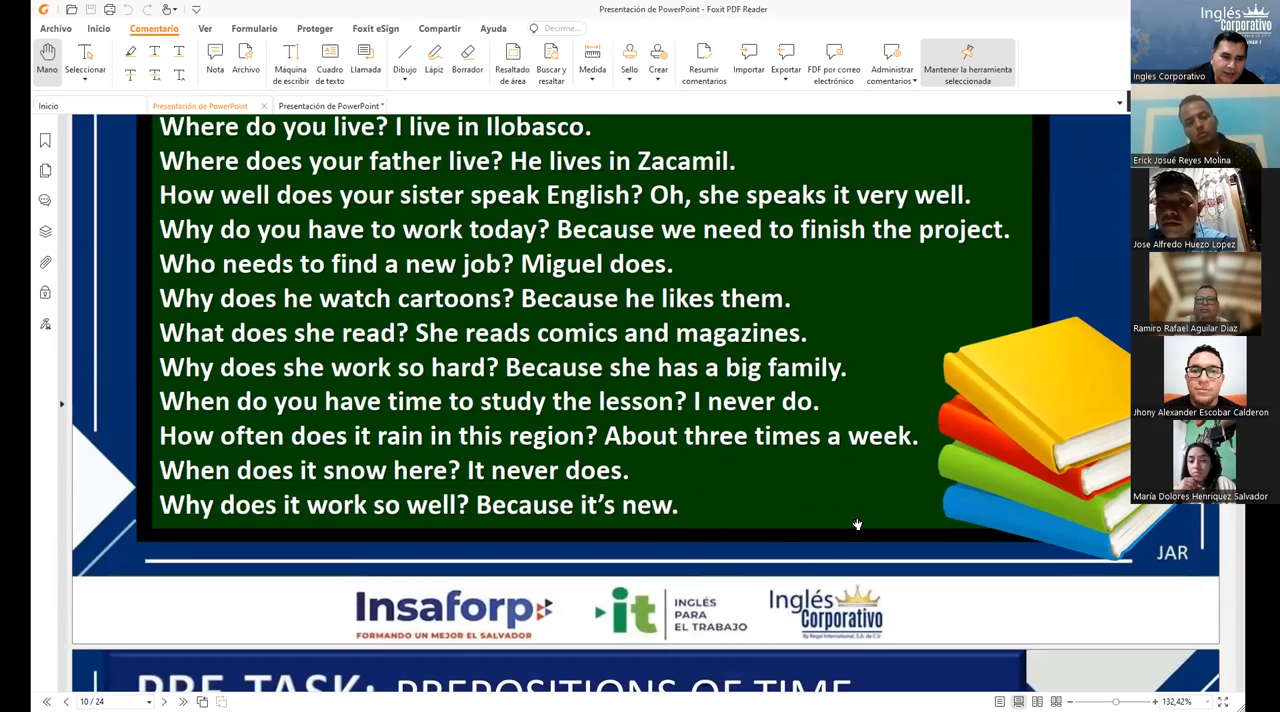 Presentación de PowerPoint - Foxit PDF Reader
Archivo Inicio Comentario Ver Formulario Proteger Foxit eSign Compartir Ayuda Decirme...
Mano Seleccionar Nota Archivo Máquina de escribir Cuadro de texto Llamada Dibujo Lápiz Borrador Resaltado de área Buscar y resaltar Medida Sello Crear Resumir comentarios Importar Exportar FDF por correo electrónico Administrar comentarios Mantener la herramienta seleccionada
Inicio Presentación de PowerPoint Presentación de PowerPoint *
Where do you live? I live in Ilobasco.
Where does your father live? He lives in Zacamil.
How well does your sister speak English? Oh, she speaks it very well.
Why do you have to work today? Because we need to finish the project.
Who needs to find a new job? Miguel does.
Why does he watch cartoons? Because he likes them.
What does she read? She reads comics and magazines.
Why does she work so hard? Because she has a big family.
When do you have time to study the lesson? I never do.
How often does it rain in this region? About three times a week.
When does it snow here? It never does.
Why does it work so well? Because it's new.
JAR
Insaforp
FORMANDO UN MEJOR EL SALVADOR
it INGLÉS PARA EL TRABAJO
Inglés Corporativo
By Regal International, S.A. de C.V.
PRE-TASK: PREPOSITIONS OF TIME
10 / 24
132,42%
Inglés Corporativo
Ingles Corporativo
Erick Josué Reyes Molina
Jose Alfredo Huezo Lopez
Ramiro Rafael Aguilar Diaz
Jhony Alexander Escobar Calderon
María Dolores Henriquez Salvador